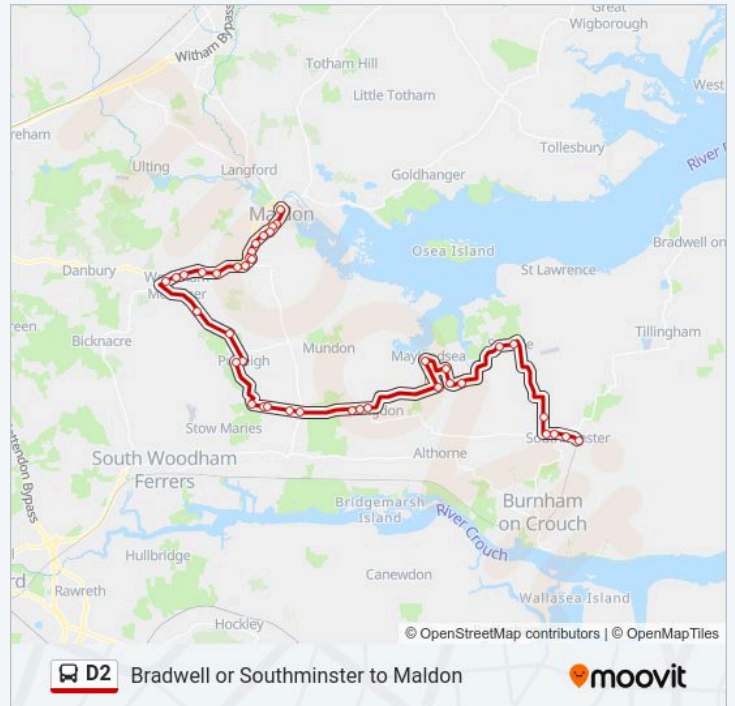 Great
Wigborough
Witham Bypass
Totham Hill
Little Totham
West
reham
Tollesbury
River
Ulting
Langford
Goldhanger
Maldon
Bradwell on
Osea Island
Danbury
St Lawrence
Tillingham
Bicknacre
Mundon
Stow Maries
Althorne
South Woodham
Ferrers
Burnham
on Crouch
Bridgemarsh
Island
River Crouch
Hullbridge
Canewdon
Wallasea Island
Rayreth
Hockley
© OpenStreetMap contributors | © OpenMapTiles
D2 Bradwell or Southminster to Maldon
moovit